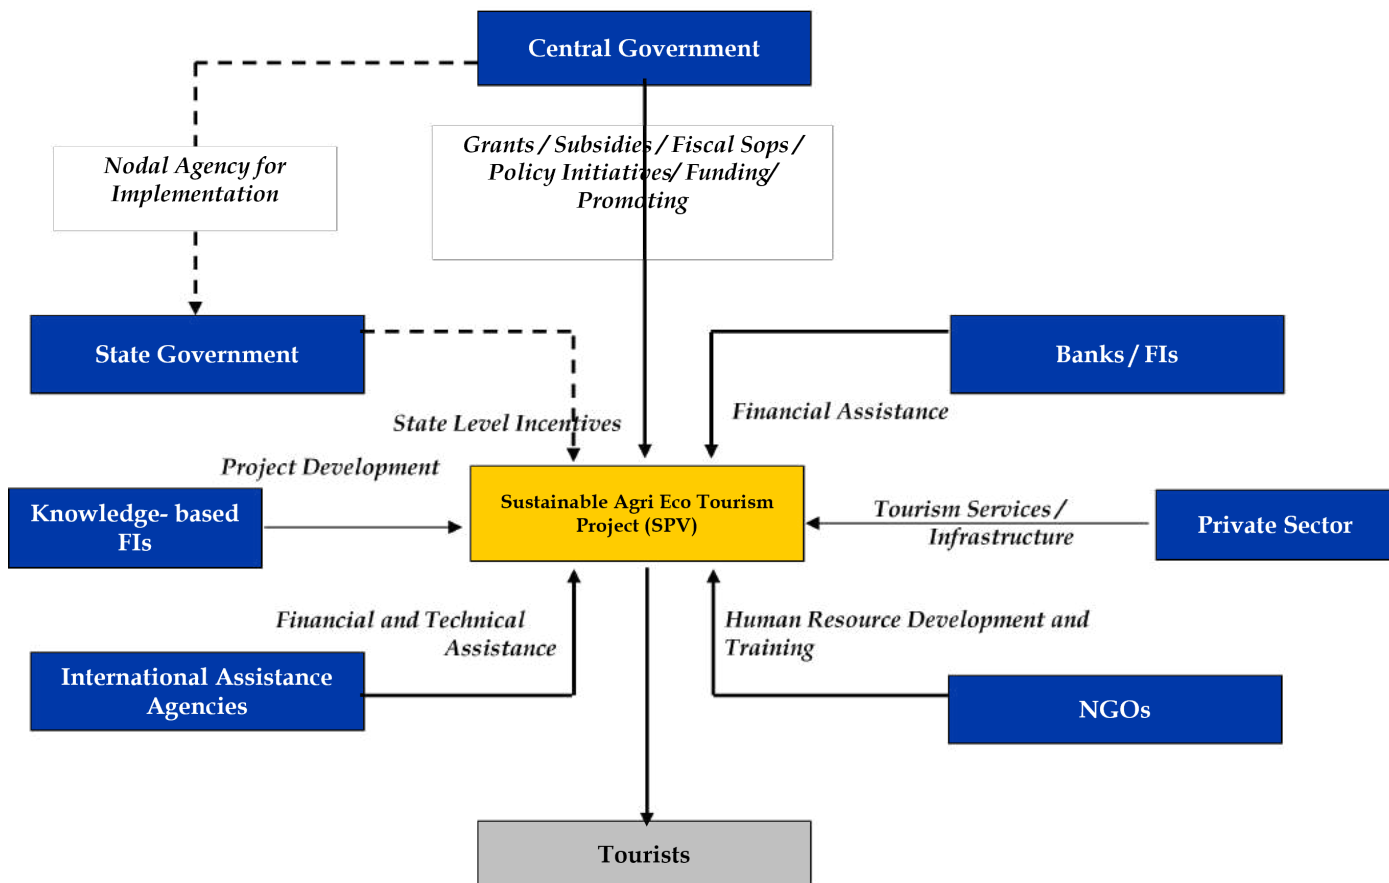 Central Government
Nodal Agency for
Implementation
Grants / Subsidies / Fiscal Sops /
Policy Initiatives/ Funding/
Promoting
State Government
Banks / FIs
State Level Incentives
Financial Assistance
Project Development
Knowledge- based
FIs
Sustainable Agri Eco Tourism
Project (SPV)
Tourism Services /
Infrastructure
Private Sector
Financial and Technical
Assistance
Human Resource Development and
Training
International Assistance
Agencies
NGOs
Tourists